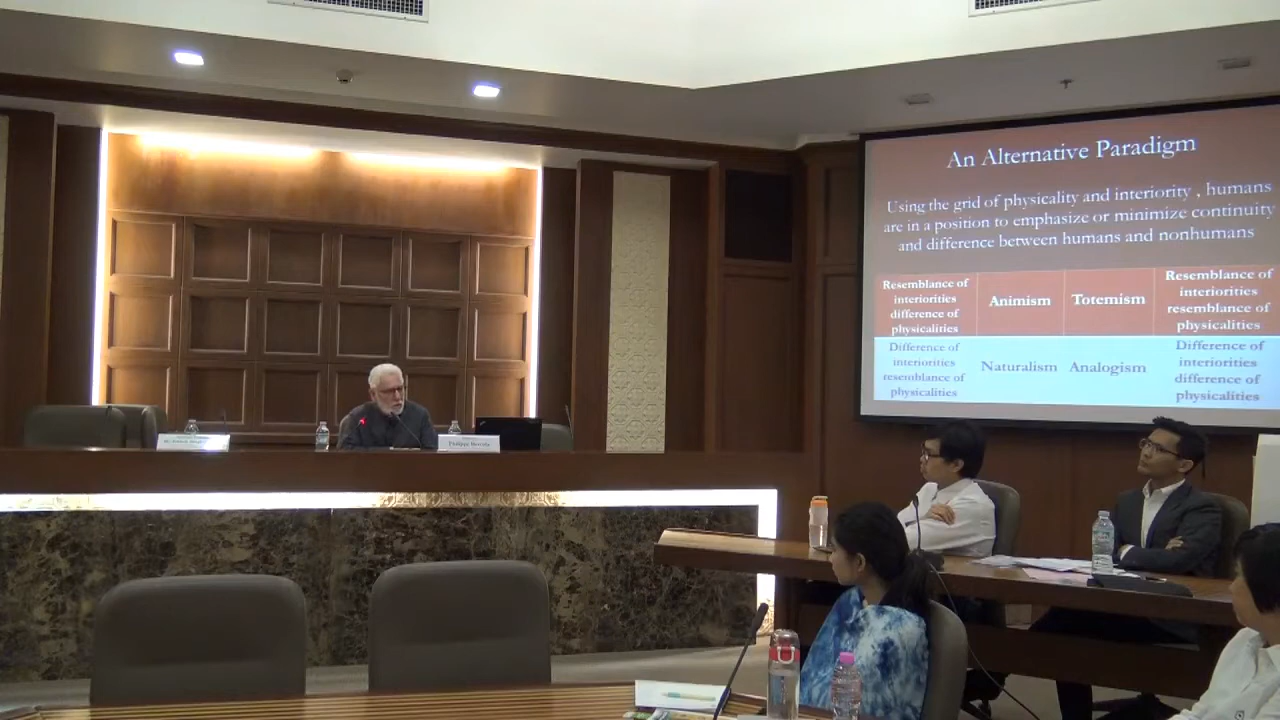 An Alternative Paradigm
Using the grid of physicality and interiority , humans
are in a position to emphasize or minimize continuity
and difference between humans and nonhumans
Resemblance of
interiorities
difference of
physicalities
Animism
Totemism
Resemblance of
interiorities
resemblance of
physicalities
Difference of
interiorities
resemblance of
physicalities
Naturalism
Analogism
Difference of
interiorities
difference of
physicalities
Philippe Descola